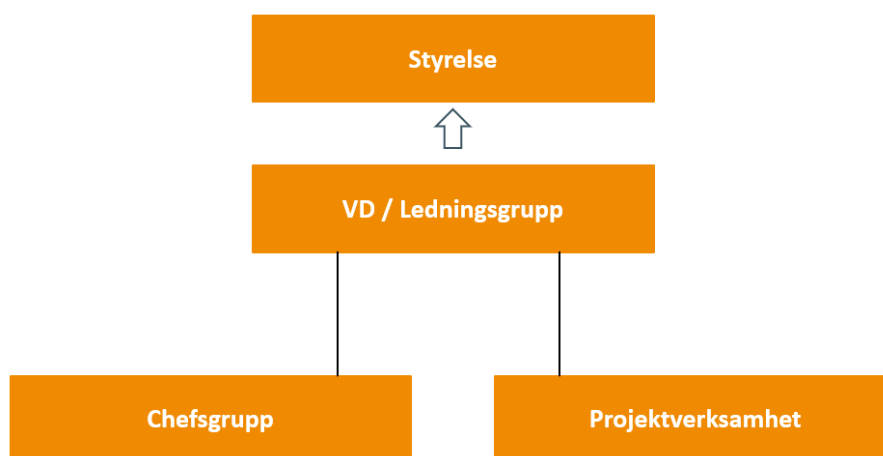 Styrelse
VD / Ledningsgrupp
Chefsgrupp
Projektverksamhet